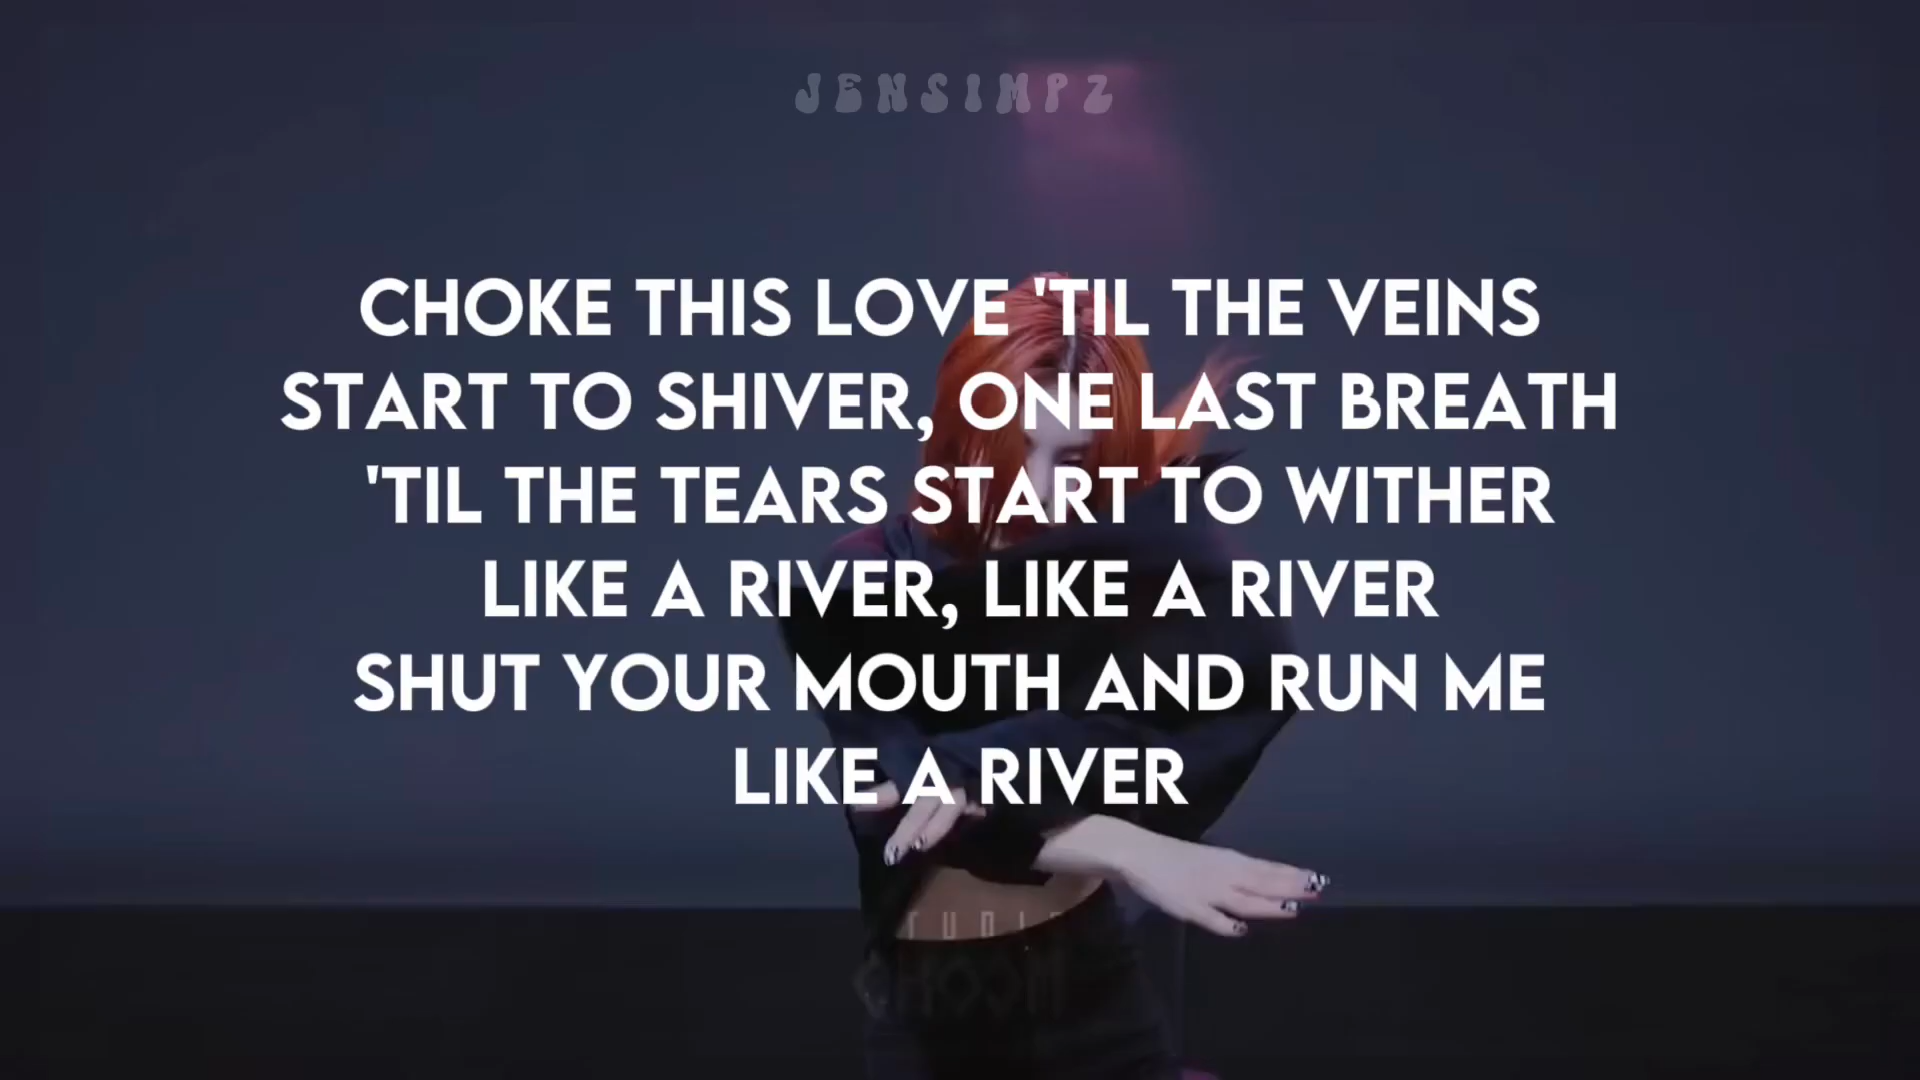 JENSIMPZ
CHOKE THIS LOVE 'TIL THE VEINS
START TO SHIVER, ONE LAST BREATH
'TIL THE TEARS START TO WITHER
LIKE A RIVER, LIKE A RIVER
SHUT YOUR MOUTH AND RUN ME
LIKE A RIVER
CHOOM